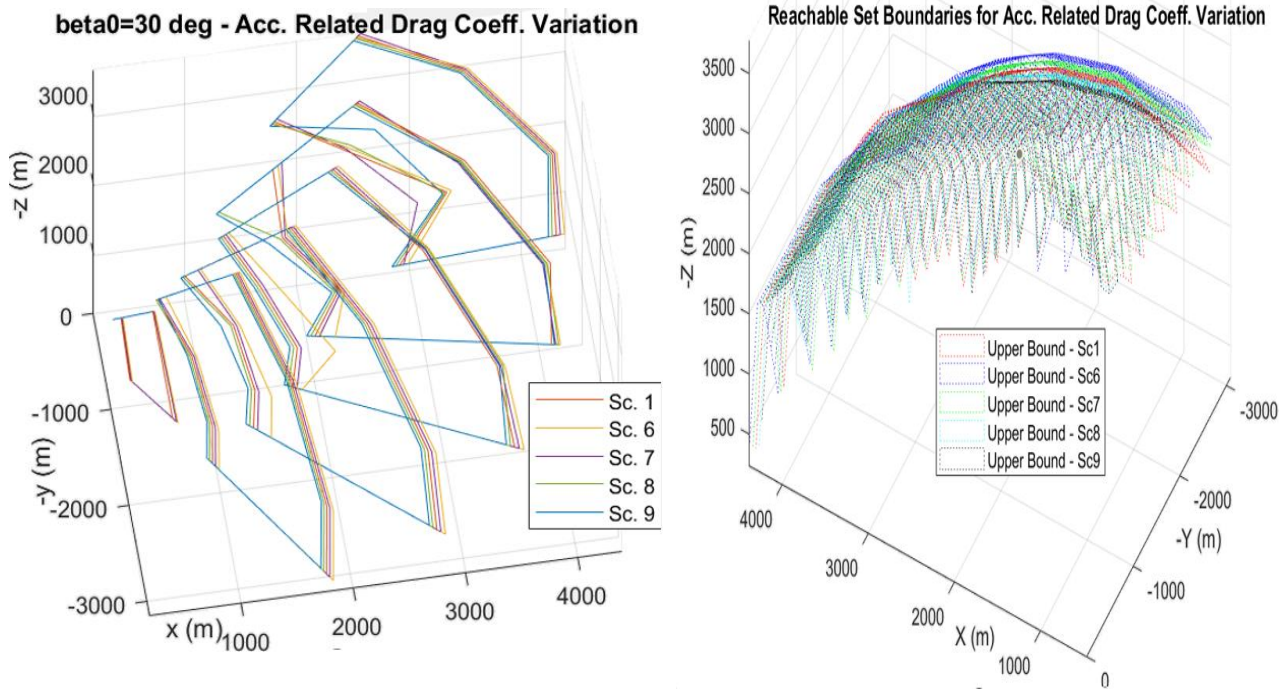 beta0=30 deg - Acc. Related Drag Coeff. Variation
3000
2000
1000
0
-1000
-2000
-3000
-z (m)
-y (m)
x (m)
1000
2000
3000
4000
Sc. 1
Sc. 6
Sc. 7
Sc. 8
Sc. 9
Reachable Set Boundaries for Acc. Related Drag Coeff. Variation
3500
3000
2500
2000
1500
1000
500
-Z (m)
Upper Bound - Sc1
Upper Bound - Sc6
Upper Bound - Sc7
Upper Bound - Sc8
Upper Bound - Sc9
4000
3000
2000
1000
X (m)
-3000
-2000
-1000
0
-Y (m)